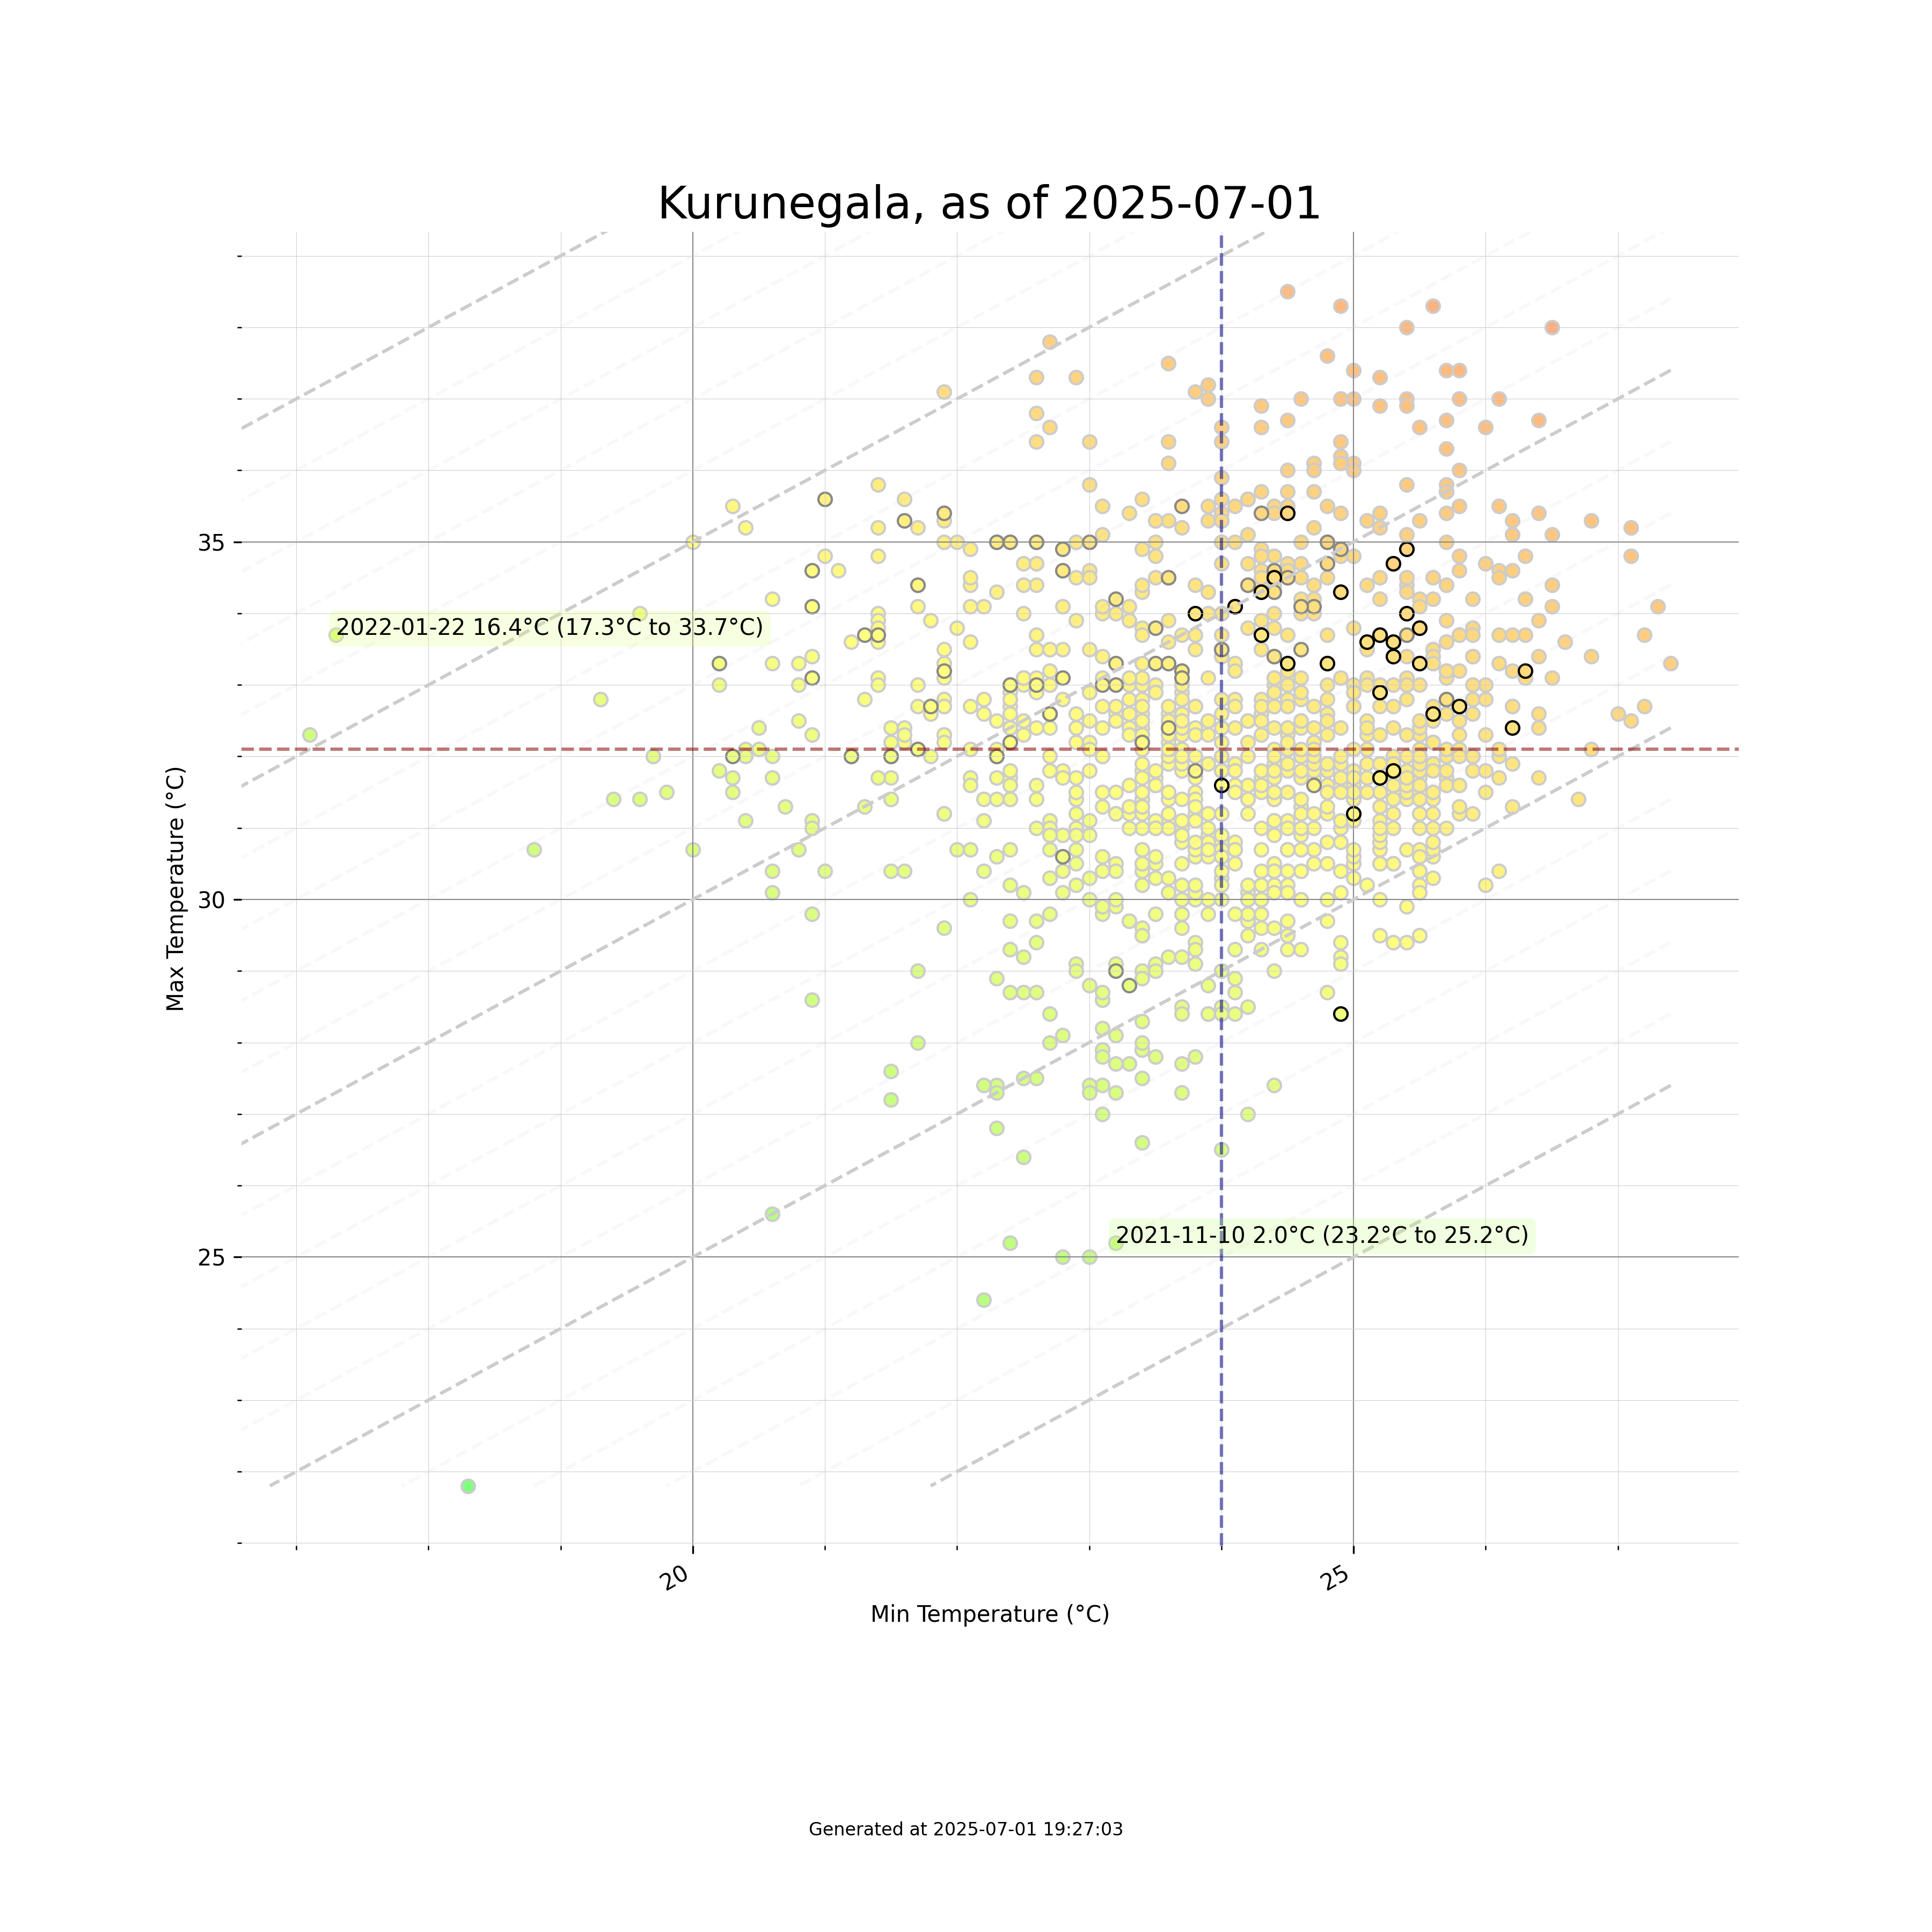 Kurunegala, as of 2025-07-01
35
2022-01-22 16.4°C (17.3°C to 33.7°C)
Max Temperature (°C)
30
2021-11-10 2.0°C (23.2°C to 25.2°C)
25
20
25
Min Temperature (°C)
Generated at 2025-07-01 19:27:03